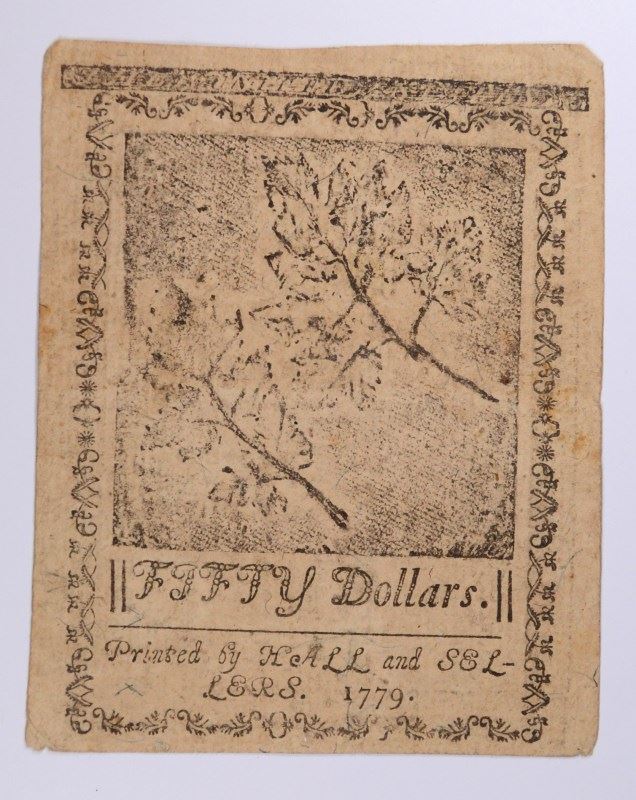 FIFTY Dollars.
Printed by HALL and SEL-
LERS. 1779.